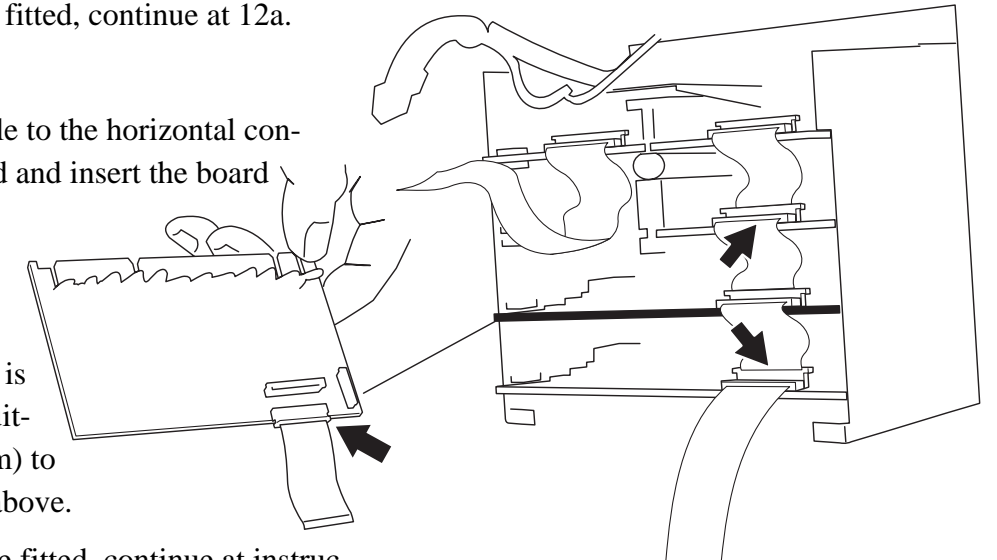 fitted, continue at 12a.
le to the horizontal con-
d and insert the board
is
it-
m) to
above.
e fitted, continue at instruc